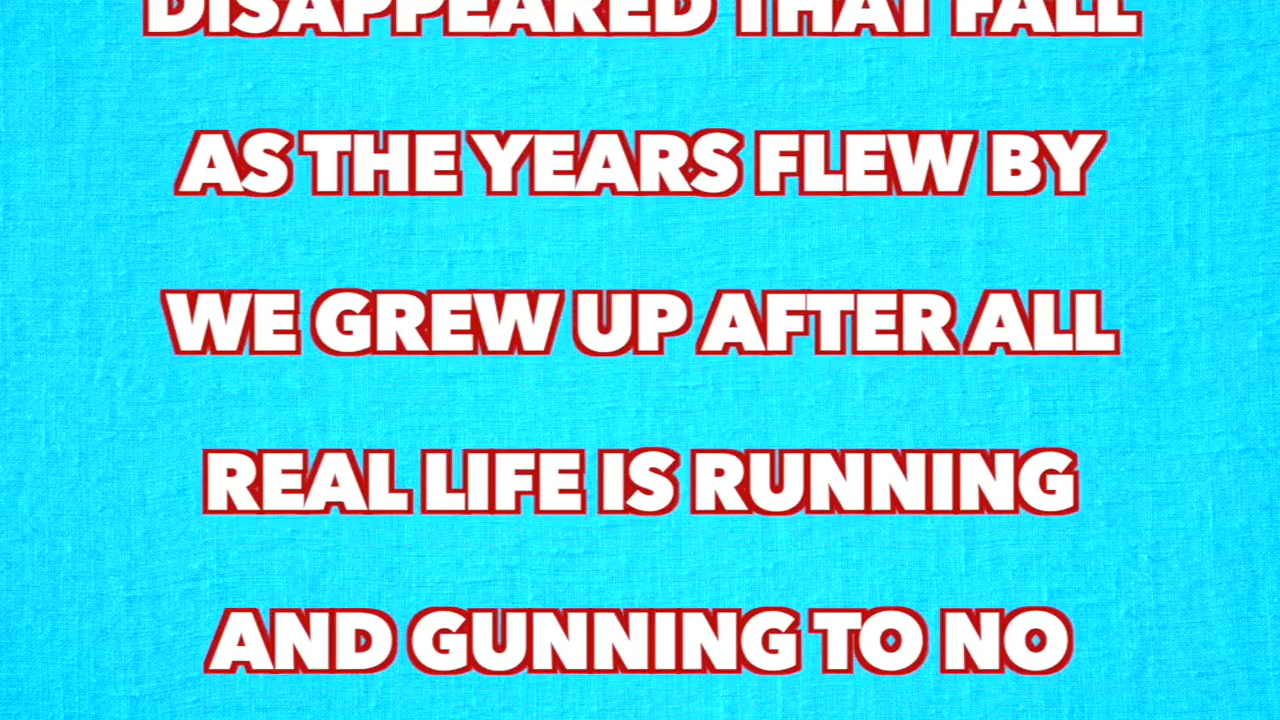 DISAPPEARED THAT FALL
AS THE YEARS FLEW BY
WE GREW UP AFTER ALL
REAL LIFE IS RUNNING
AND GUNNING TO NO